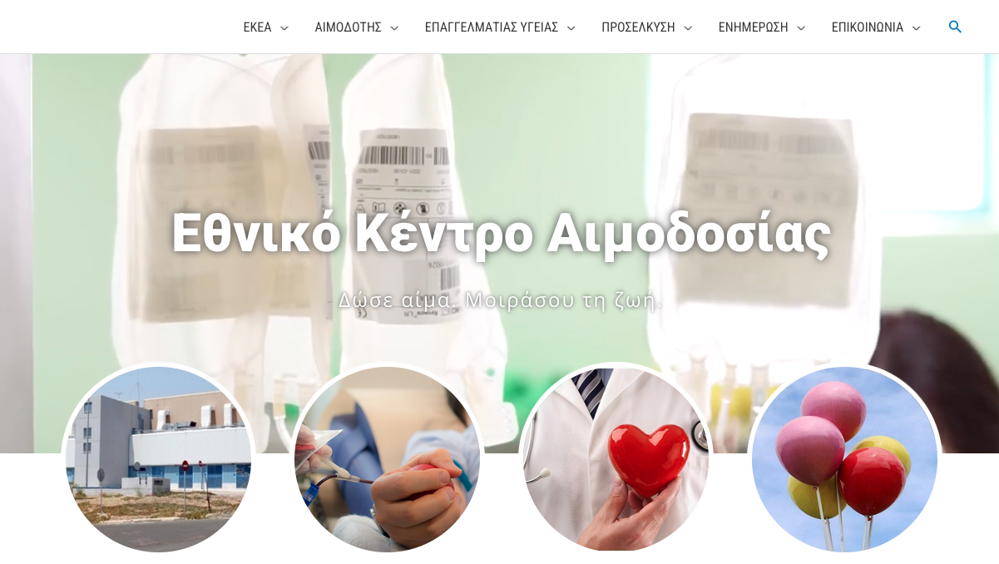 ΕΚΕΑ ΑΙΜΟΔΟΤΗΣ ΕΠΑΓΓΕΛΜΑΤΙΑΣ ΥΓΕΙΑΣ ΠΡΟΣΕΛΚΥΣΗ ΕΝΗΜΕΡΩΣΗ ΕΠΙΚΟΙΝΩΝΙΑ
Εθνικό Κέντρο Αιμοδοσίας
Δώσε αίμα. Μοιράσου τη ζωή.